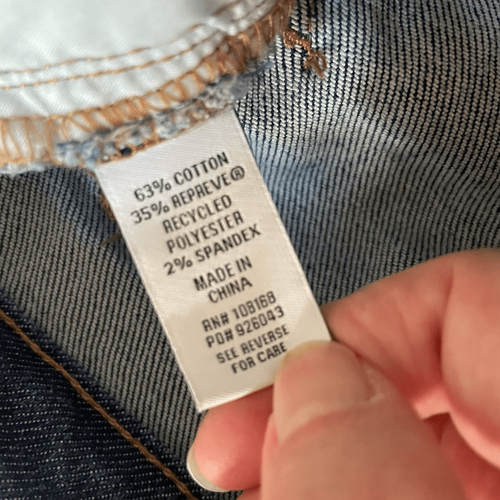 63% COTTON
35% REPREVE®
RECYCLED
POLYESTER
2% SPANDEX
MADE IN
CHINA
RN# 108168
PO# 926043
SEE REVERSE
FOR CARE